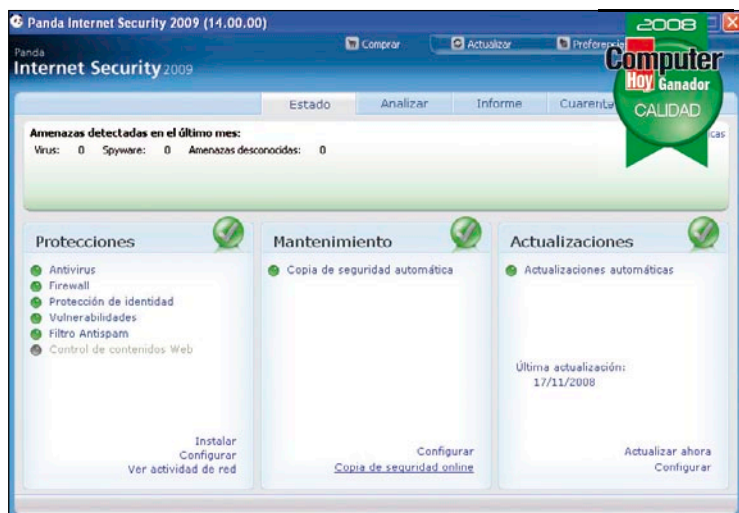 Panda Internet Security 2009 (14.00.00)
Panda
Internet Security 2009
Comprar
Actualizar
2008
Computer
Hoy Ganador
CALIDAD
Estado
Analizar
Informe
Amenazas detectadas en el último mes:
Virus: 0 Spyware: 0 Amenazas desconocidas: 0
Protecciones
Antivirus
Firewall
Protección de identidad
Vulnerabilidades
Filtro Antispam
Control de contenidos Web
Instalar
Configurar
Ver actividad de red
Mantenimiento
Copia de seguridad automática
Configurar
Copia de seguridad online
Actualizaciones
Actualizaciones automáticas
Última actualización:
17/11/2008
Actualizar ahora
Configurar